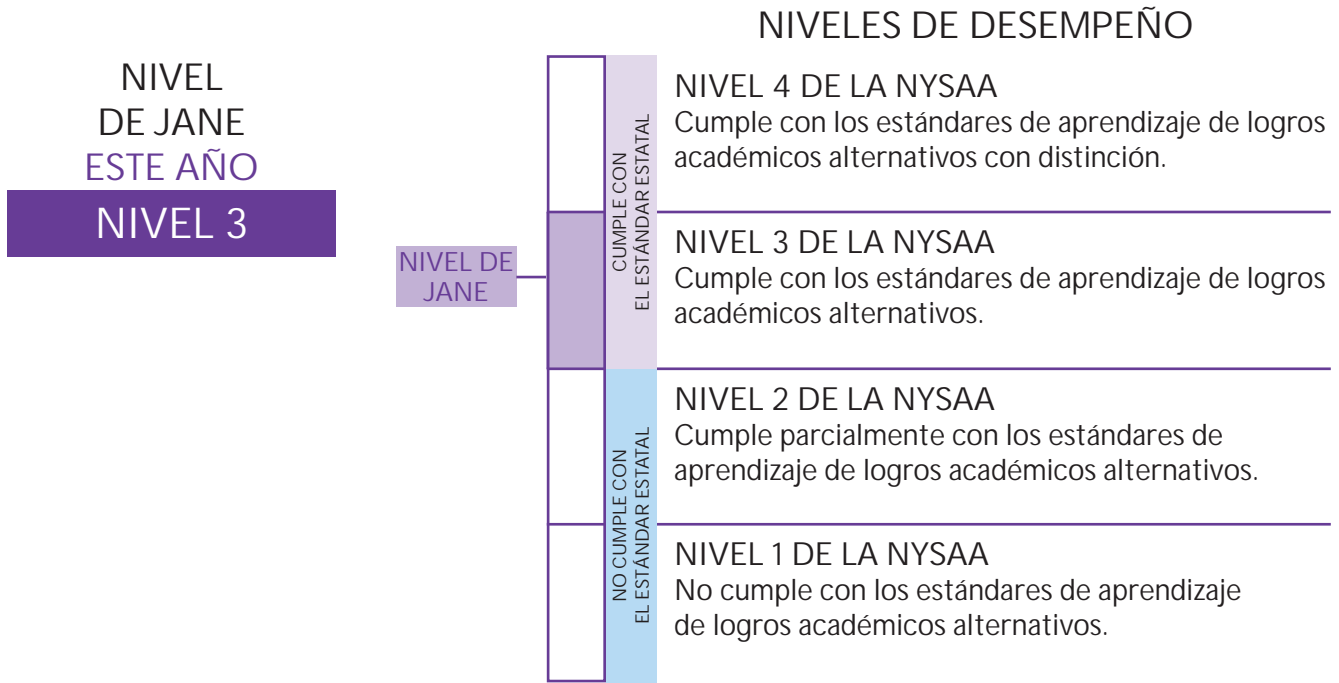 NIVELES DE DESEMPEÑO
NIVEL
DE JANE
ESTE AÑO
NIVEL 3
NIVEL DE
JANE
CUMPLE CON
EL ESTÁNDAR ESTATAL
NIVEL 4 DE LA NYSAA
Cumple con los estándares de aprendizaje de logros
académicos alternativos con distinción.
NIVEL 3 DE LA NYSAA
Cumple con los estándares de aprendizaje de logros
académicos alternativos.
NO CUMPLE CON
EL ESTÁNDAR ESTATAL
NIVEL 2 DE LA NYSAA
Cumple parcialmente con los estándares de
aprendizaje de logros académicos alternativos.
NIVEL 1 DE LA NYSAA
No cumple con los estándares de aprendizaje
de logros académicos alternativos.